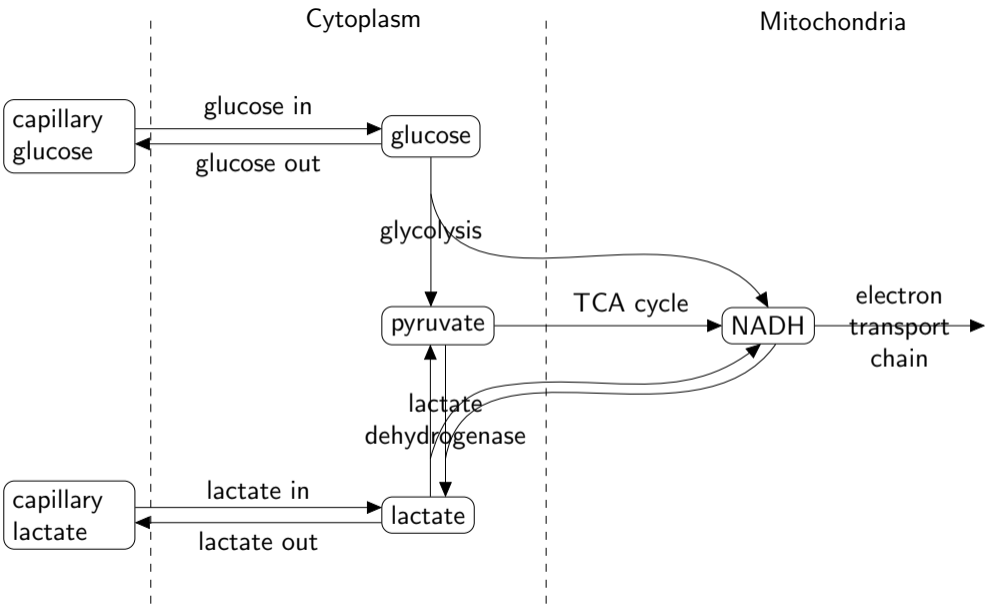 Cytoplasm
Mitochondria
capillary
glucose
glucose in
glucose out
glucose
glycolysis
pyruvate
TCA cycle
NADH
electron
transport
chain
lactate
dehydrogenase
capillary
lactate
lactate in
lactate out
lactate